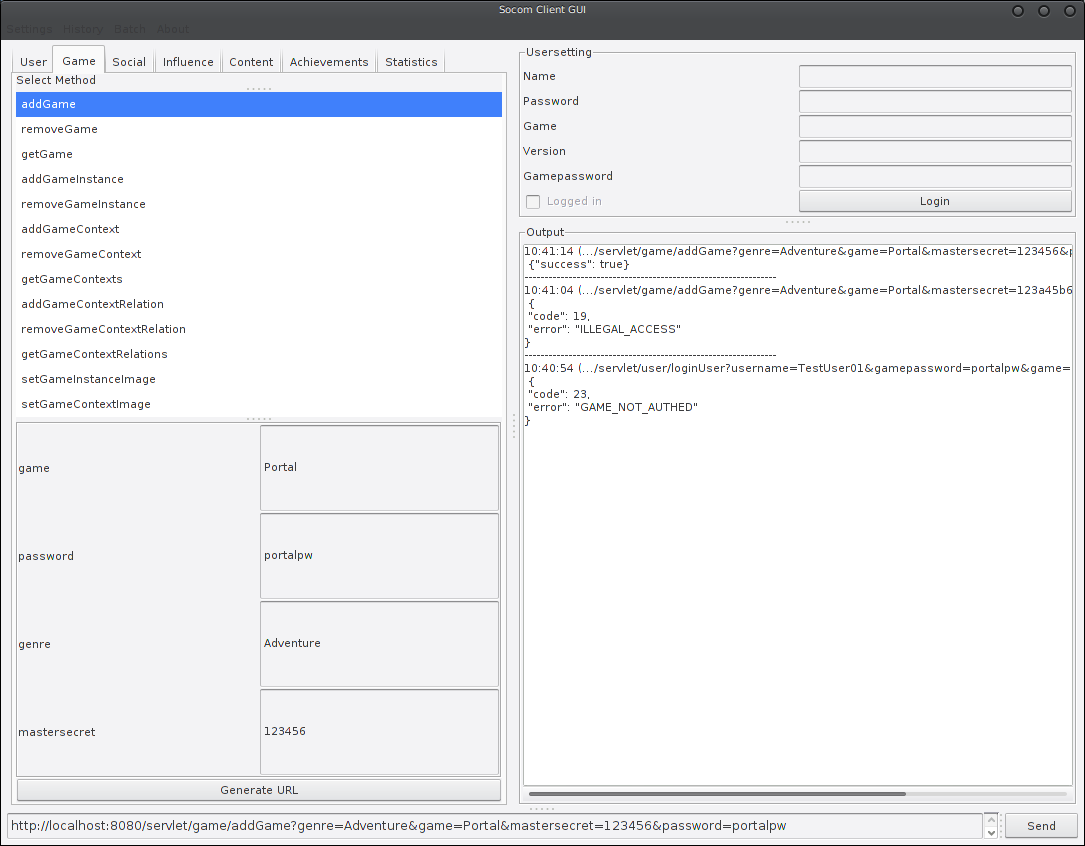 Socom Client GUI
Settings History Batch About
User Game Social Influence Content Achievements Statistics
Select Method
addGame
removeGame
getGame
addGameInstance
removeGameInstance
addGameContext
removeGameContext
getGameContexts
addGameContextRelation
removeGameContextRelation
getGameContextRelations
setGameInstanceImage
setGameContextImage
game Portal
password portalpw
genre Adventure
mastersecret 123456
Generate URL
Usersetting
Name
Password
Game
Version
Gamepassword
Logged in Login
Output
10:41:14 (.../servlet/game/addGame?genre=Adventure&game=Portal&mastersecret=123456&p
{"success": true}
---------------------------------------------------------------
10:41:04 (.../servlet/game/addGame?genre=Adventure&game=Portal&mastersecret=123a45b6
{
"code": 19,
"error": "ILLEGAL_ACCESS"
}
---------------------------------------------------------------
10:40:54 (.../servlet/user/loginUser?username=TestUser01&gamepassword=portalpw&game=
{
"code": 23,
"error": "GAME_NOT_AUTHED"
}
http://localhost:8080/servlet/game/addGame?genre=Adventure&game=Portal&mastersecret=123456&password=portalpw
Send